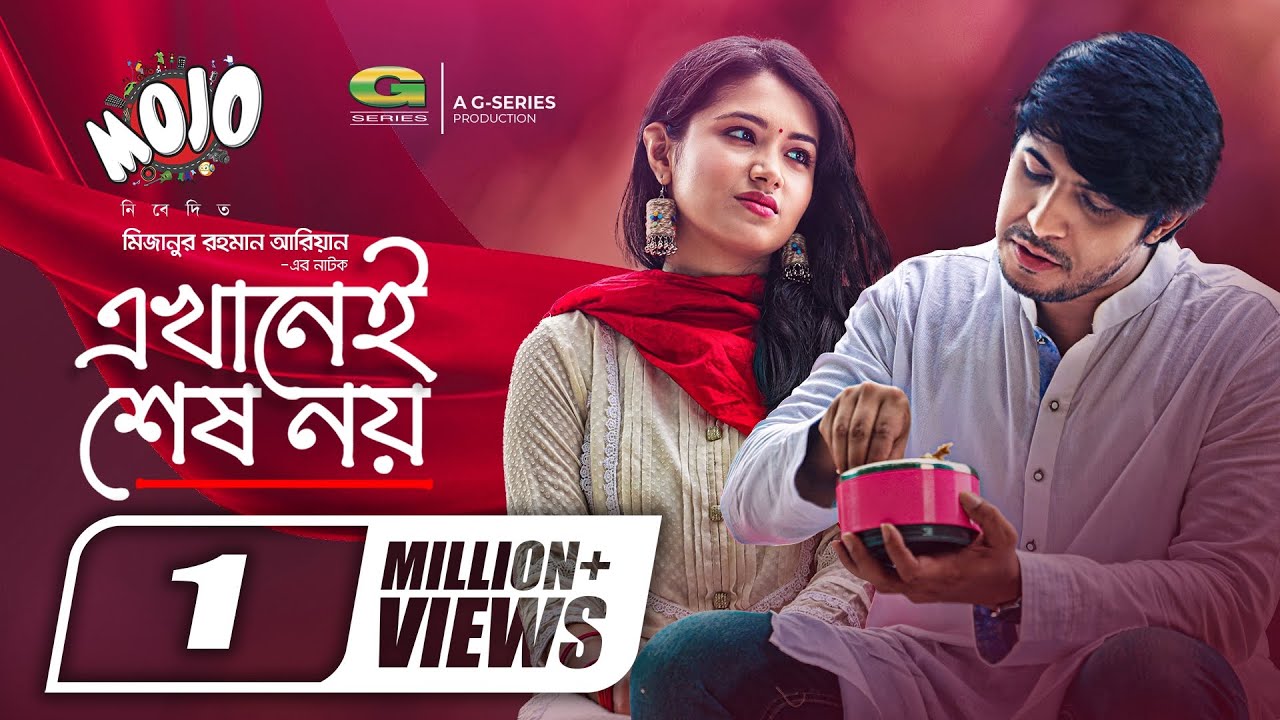 MOJO
নিবেদিত
মিজানুর রহমান আরিয়ান
-এর নাটক
এখানেই
শেষ নয়
G
SERIES
A G-SERIES
PRODUCTION
1
MILLION+
VIEWS